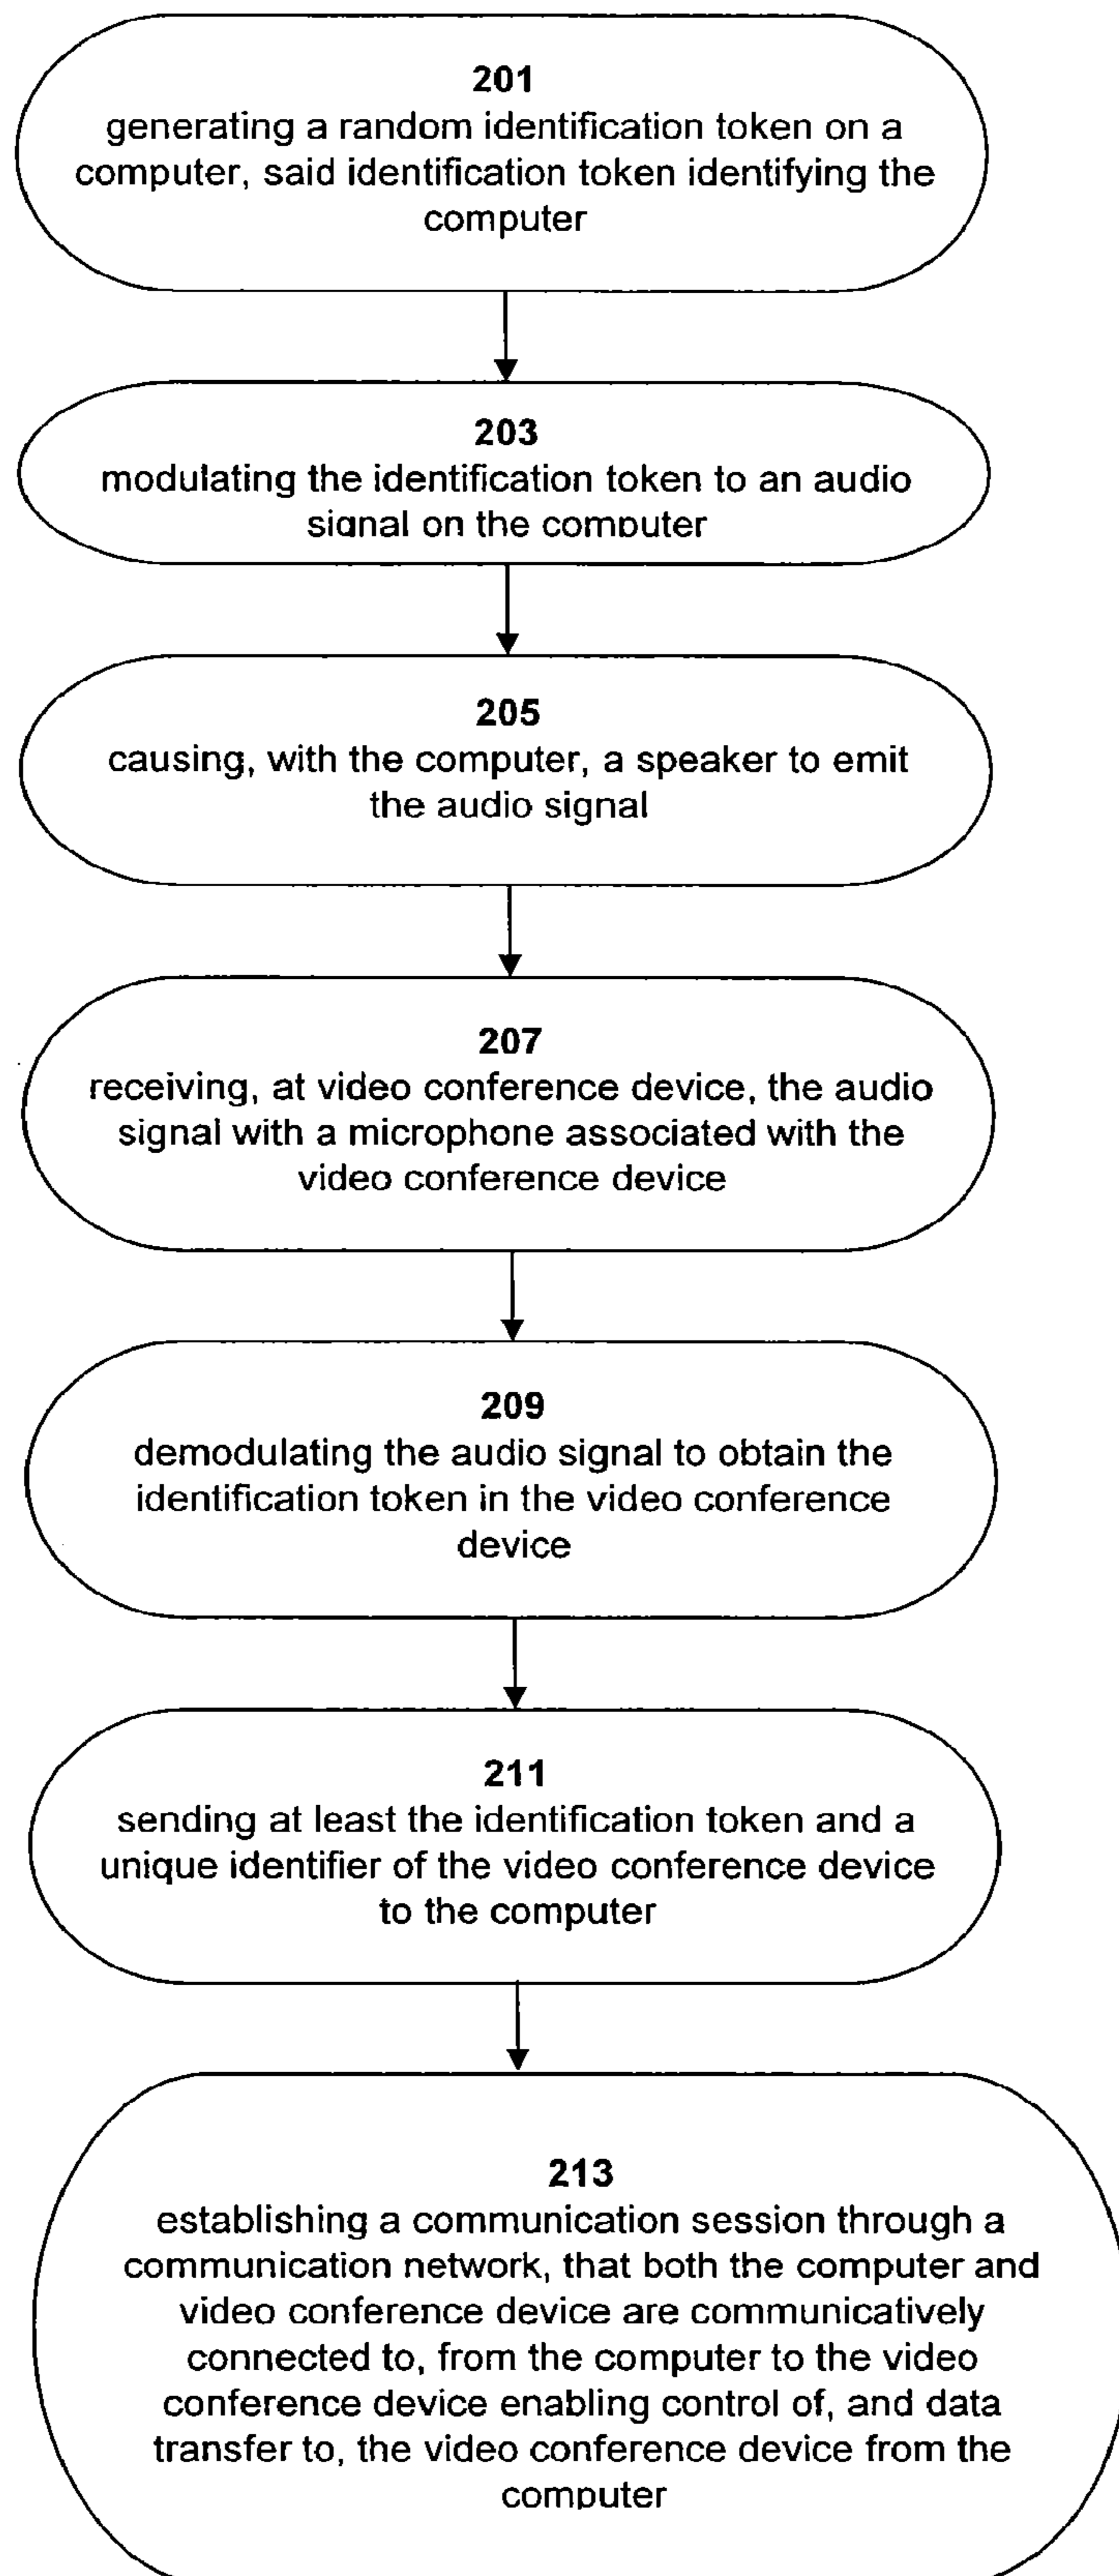 201
generating a random identification token on a
computer, said identification token identifying the
computer
203
modulating the identification token to an audio
signal on the computer
205
causing, with the computer, a speaker to emit
the audio signal
207
receiving, at video conference device, the audio
signal with a microphone associated with the
video conference device
209
demodulating the audio signal to obtain the
identification token in the video conference
device
211
sending at least the identification token and a
unique identifier of the video conference device
to the computer
213
establishing a communication session through a
communication network, that both the computer and
video conference device are communicatively
connected to, from the computer to the video
conference device enabling control of, and data
transfer to, the video conference device from the
computer